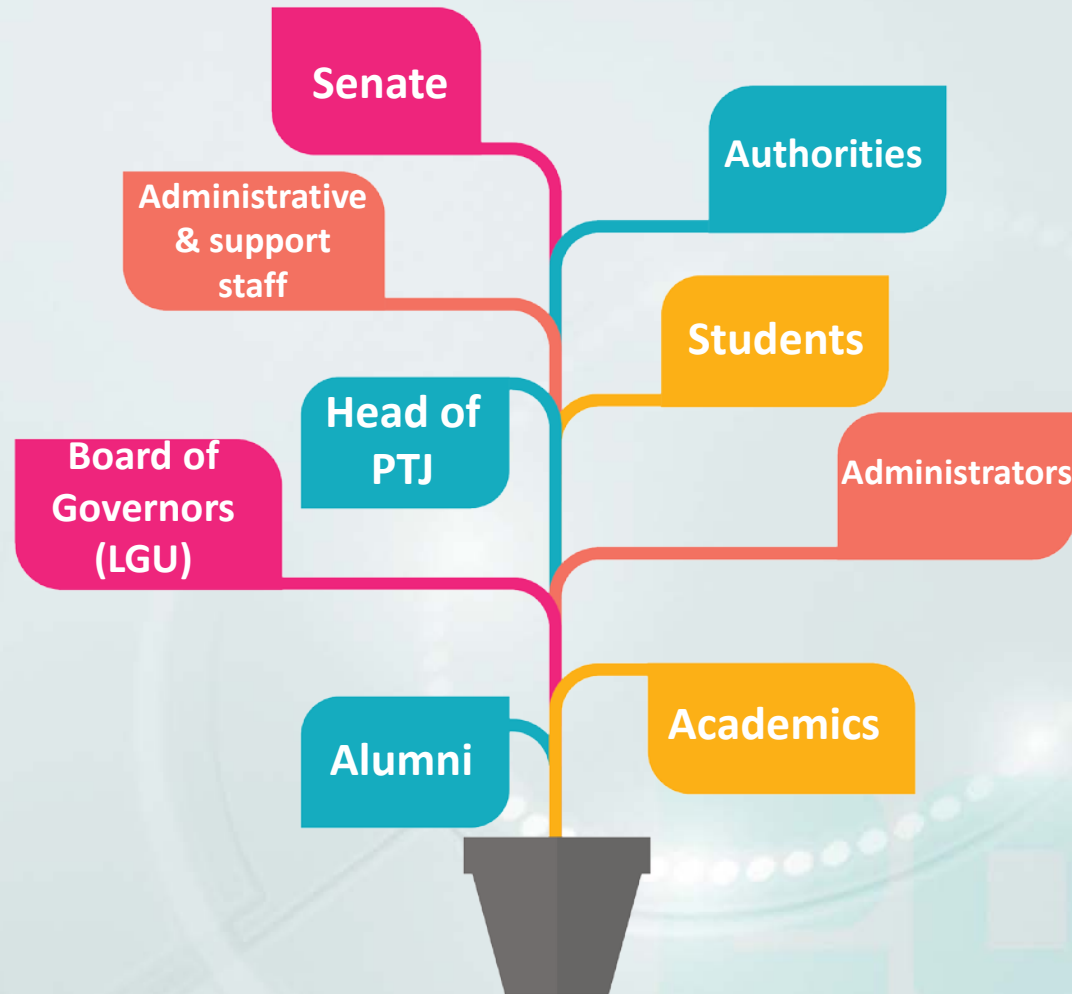 Senate
Authorities
Administrative
& support
staff
Students
Head of
PTJ
Board of
Governors
(LGU)
Administrators
Academics
Alumni